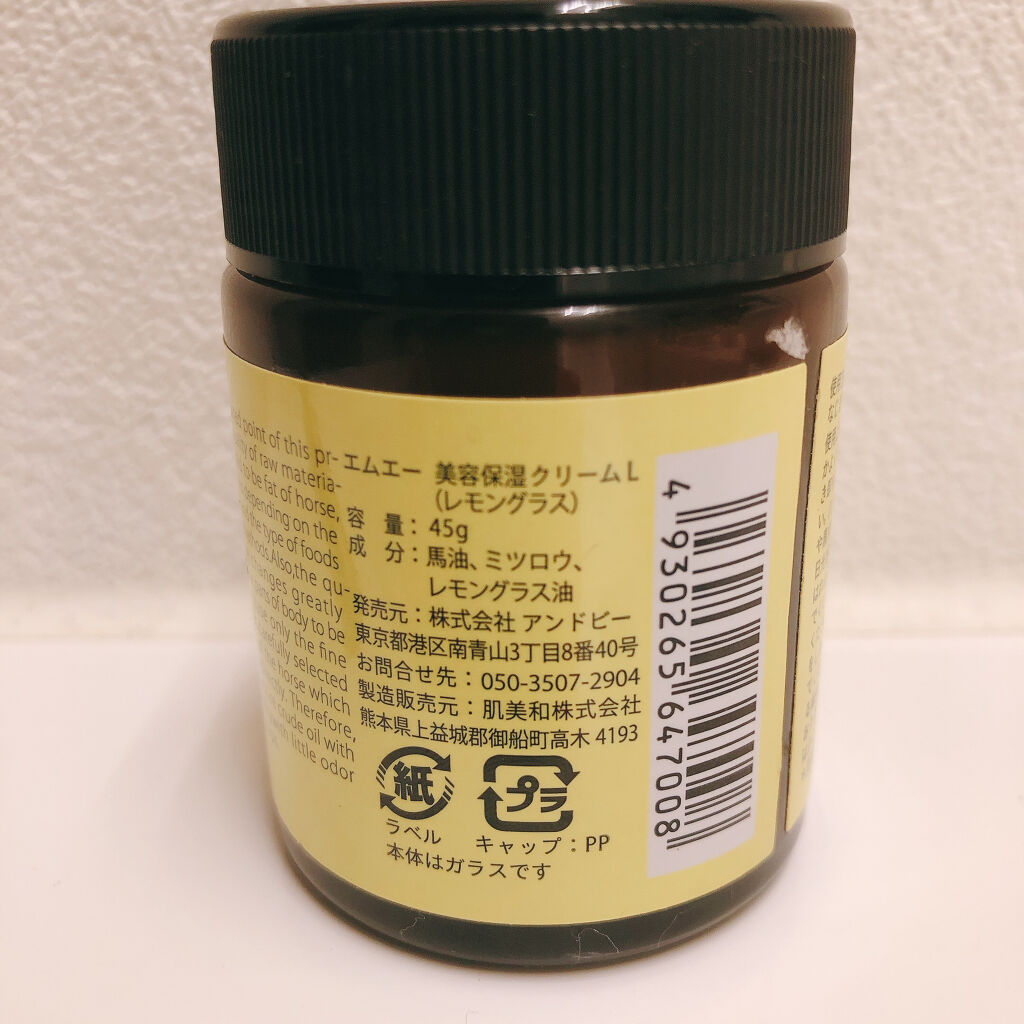 point of this pr-
of raw materia-
to be fat of horse,
depending on the
the type of foods
Also,the qu-
changes greatly
of body to be
only the fine
carefully selected
horse which
Therefore,
crude oil with
little odor
エムエー 美容保湿クリームL
（レモングラス）
容 量：45g
成 分：馬油、ミツロウ、
レモングラス油
発売元：株式会社 アンドビー
東京都港区南青山3丁目8番40号
お問合せ先：050-3507-2904
製造販売元：肌美和株式会社
熊本県上益城郡御船町高木 4193
紙
プラ
ラベル
キャップ：PP
本体はガラスです
4 930265 647008